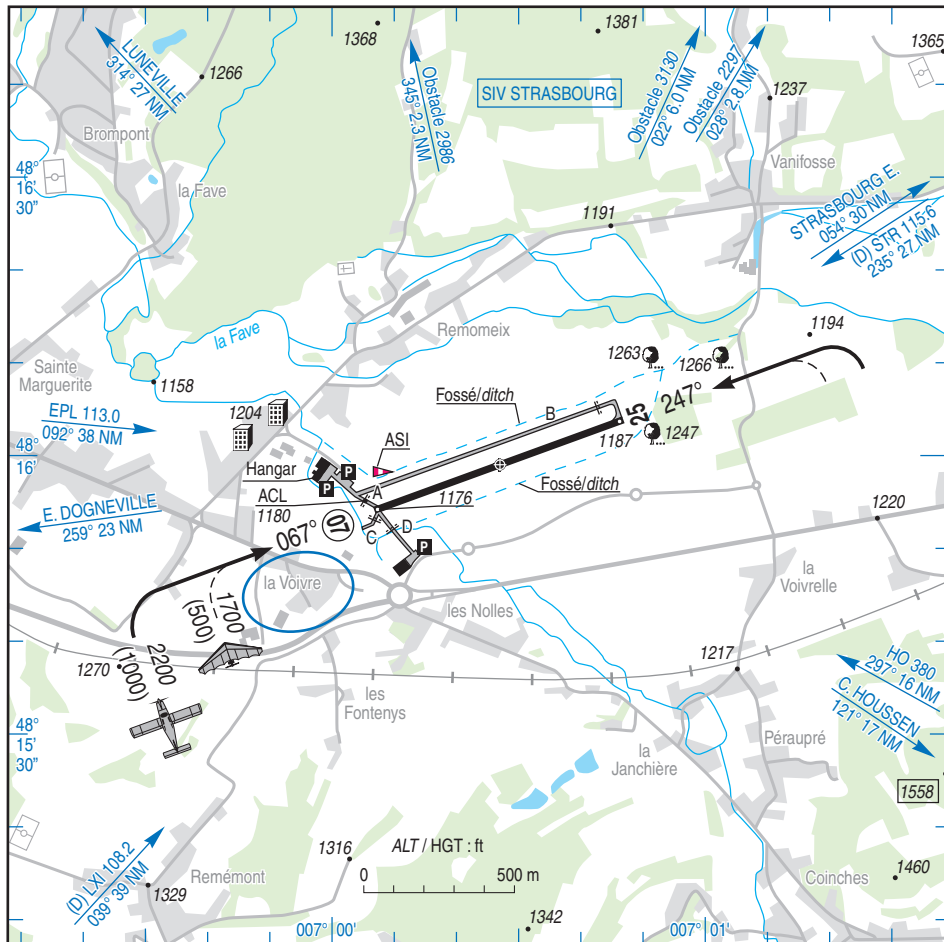 1368
1381
1365
LUNEVILLE
314° 27 NM
1266
Obstacle 2986
345° 2.3 NM
SIV STRASBOURG
Obstacle 3130
022° 6.0 NM
Obstacle 2297
028° 2.8 NM
1237
Brompont
Vanifosse
48°
16'
30"
la Fave
1191
STRASBOURG E.
054° 30 NM
(D) STR 115.6
235° 27 NM
la Fave
Remomeix
1194
Sainte
Marguerite
1158
1263
1266
EPL 113.0
092° 38 NM
1204
Fossé/ditch
B
25
247°
1187
1247
48°
16'
ASI
Hangar
P
P
A
ACL
1180
1176
Fossé/ditch
E. DOGNEVILLE
259° 23 NM
067°
07
C
D
P
1220
la Voivre
la
Voivrelle
1700
(500)
les Nolles
2200
(1000)
1270
1217
HO 380
297° 16 NM
C. HOUSSEN
121° 17 NM
les
Fontenys
48°
15'
30"
Péraupré
la
Janchière
1558
(D) LXI 108.2
039° 39 NM
1316
ALT / HGT : ft
0
500 m
1329
Remémont
1460
Coinches
1342
007° 00'
007° 01'